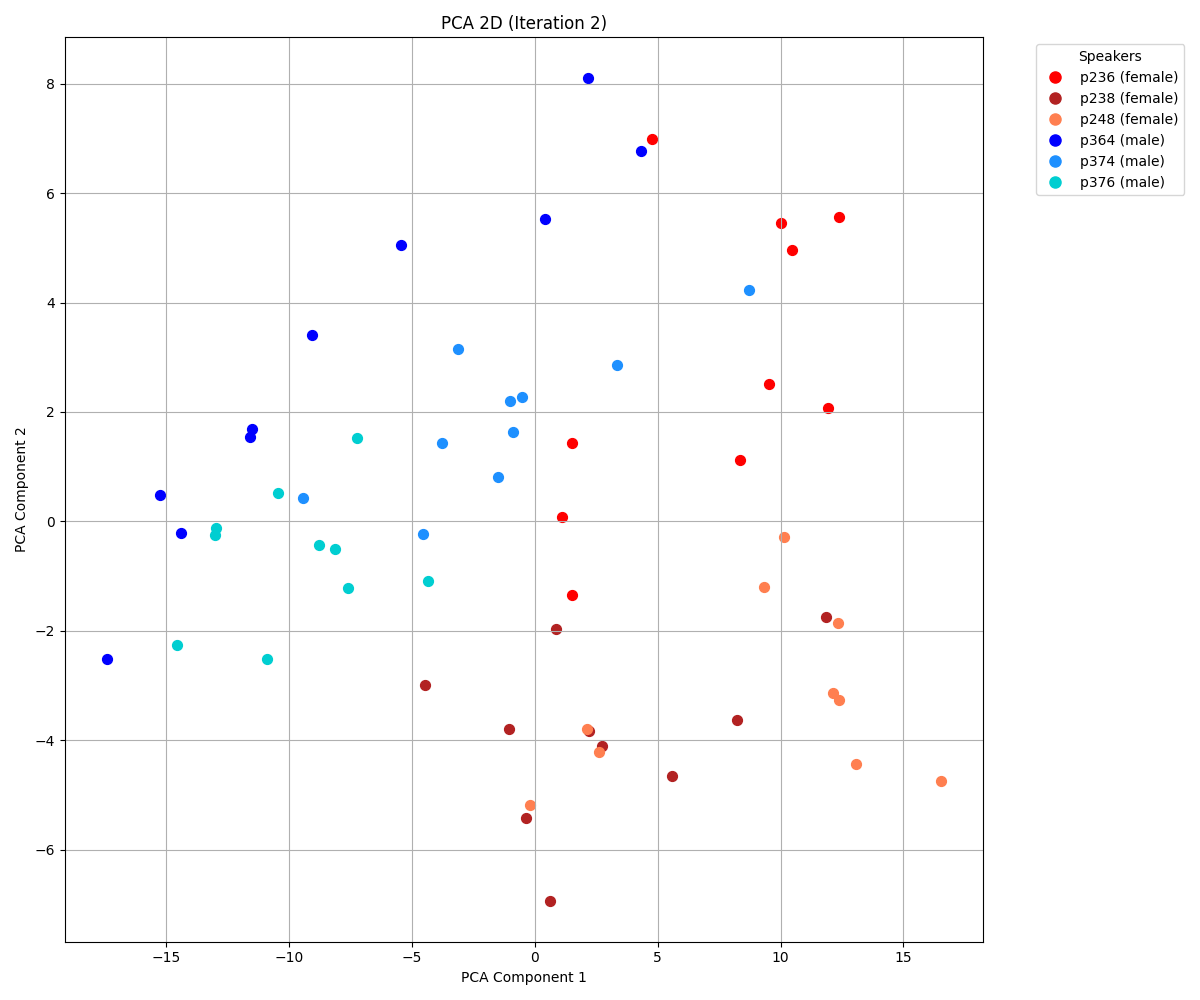 PCA 2D (Iteration 2)
Speakers
p236 (female)
p238 (female)
p248 (female)
p364 (male)
p374 (male)
p376 (male)
PCA Component 2
8
6
4
2
0
−2
−4
−6
−15
−10
−5
0
5
10
15
PCA Component 1